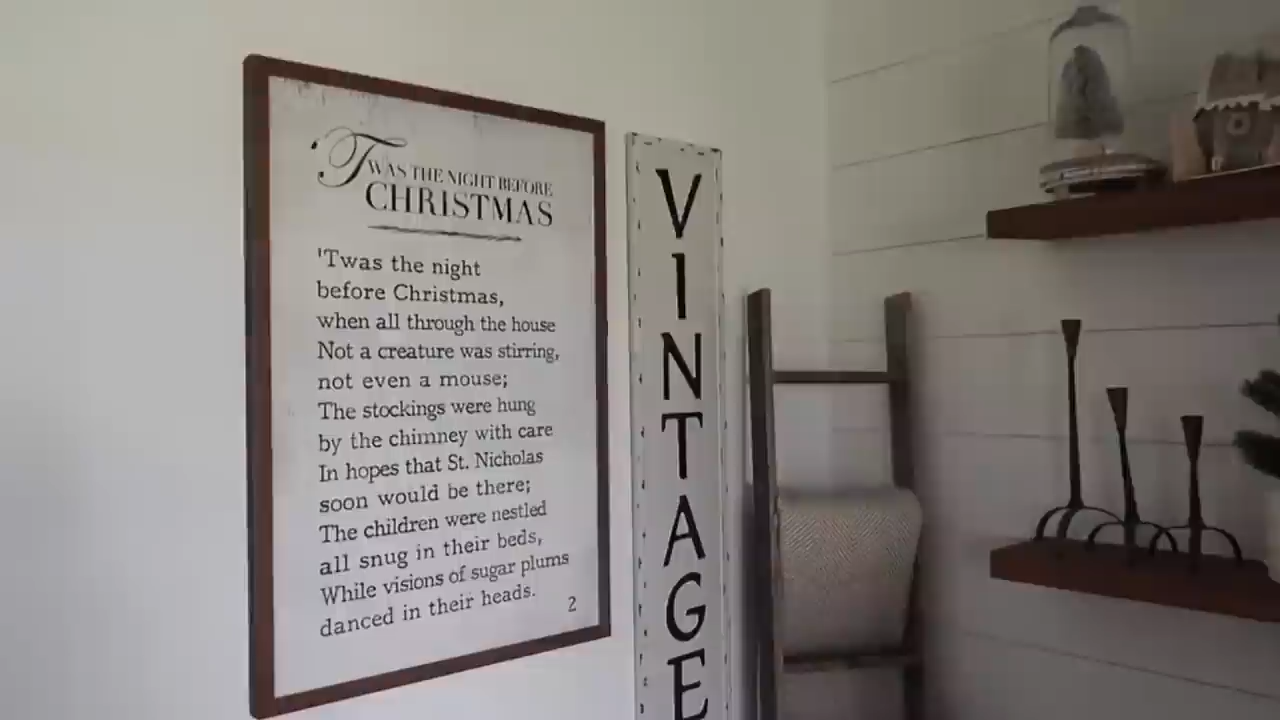 'Twas the Night Before
CHRISTMAS
'Twas the night
before Christmas,
when all through the house
Not a creature was stirring,
not even a mouse;
The stockings were hung
by the chimney with care
In hopes that St. Nicholas
soon would be there;
The children were nestled
all snug in their beds,
While visions of sugar plums
danced in their heads.
2
VINTAGE